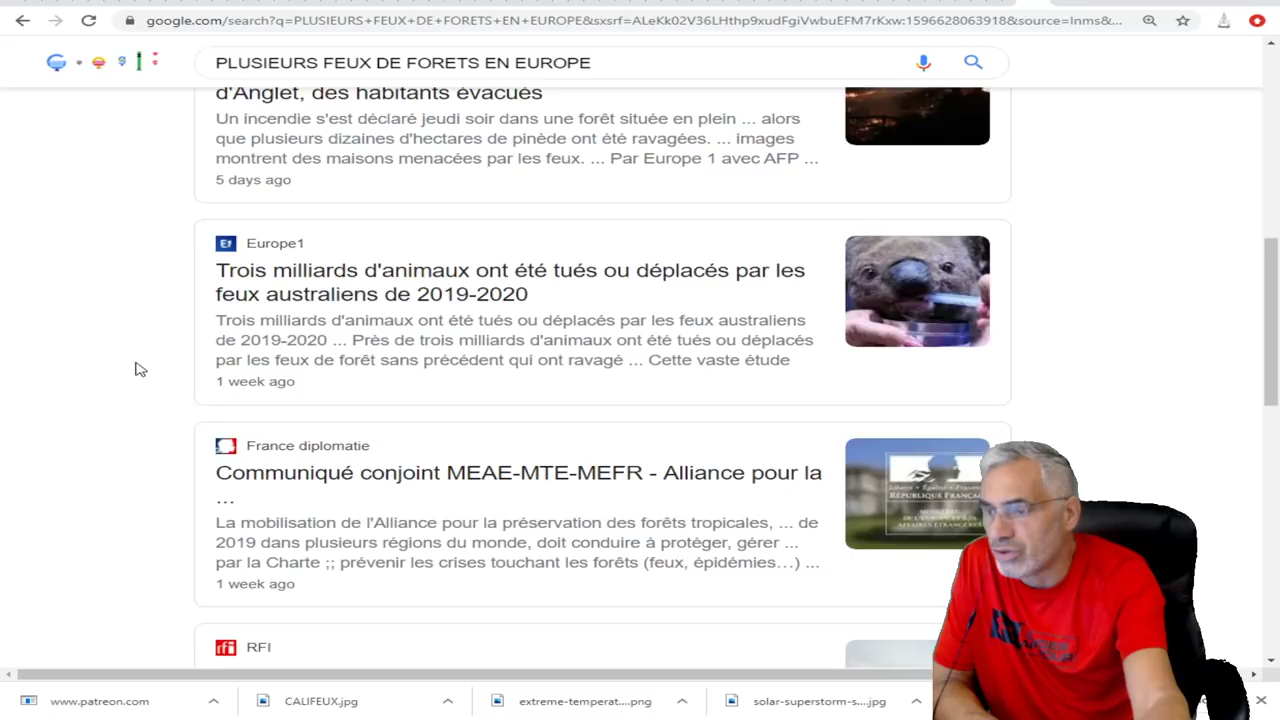 google.com/search?q=PLUSIEURS+FEUX+DE+FORETS+EN+EUROPE&sxsrf=ALeKk02V36LHthp9xudFgiVwbuEFM7rKxw:1596628063918&source=lnms&...
PLUSIEURS FEUX DE FORETS EN EUROPE
d'Anglet, des habitants évacués
Un incendie s'est déclaré jeudi soir dans une forêt située en plein ... alors
que plusieurs dizaines d'hectares de pinède ont été ravagées. ... images
montrent des maisons menacées par les feux. ... Par Europe 1 avec AFP ...
5 days ago
E1 Europe1
Trois milliards d'animaux ont été tués ou déplacés par les
feux australiens de 2019-2020
Trois milliards d'animaux ont été tués ou déplacés par les feux australiens
de 2019-2020 ... Près de trois milliards d'animaux ont été tués ou déplacés
par les feux de forêt sans précédent qui ont ravagé ... Cette vaste étude
1 week ago
France diplomatie
Communiqué conjoint MEAE-MTE-MEFR - Alliance pour la
...
La mobilisation de l'Alliance pour la préservation des forêts tropicales, ... de
2019 dans plusieurs régions du monde, doit conduire à protéger, gérer ...
par la Charte ;; prévenir les crises touchant les forêts (feux, épidémies…) ...
1 week ago
RÉPUBLIQUE FRANÇAI
rfi RFI
www.patreon.com
CALIFEUX.jpg
extreme-temperat....png
solar-superstorm-s....jpg